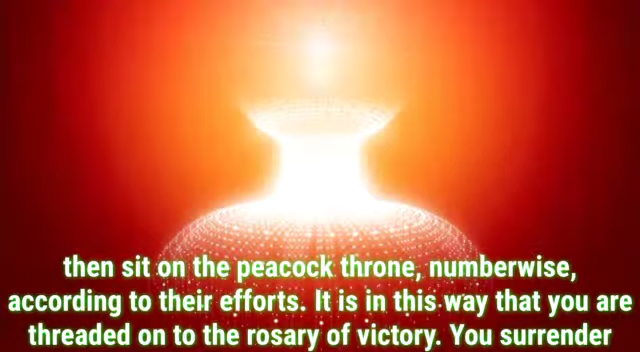 then sit on the peacock throne, numberwise,
according to their efforts. It is in this way that you are
threaded on to the rosary of victory. You surrender